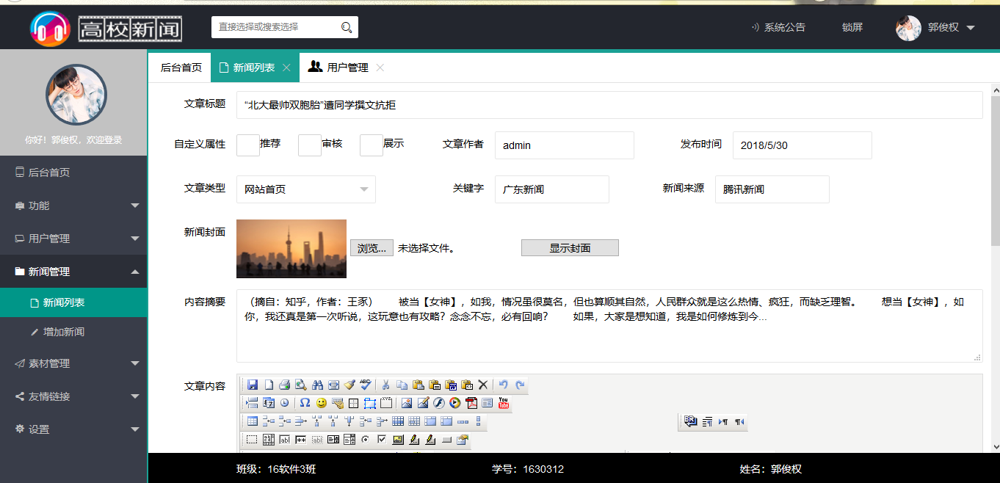 高校新闻
直接选择或搜索选择
系统公告
锁屏
郭俊权
你好！郭俊权，欢迎登录
后台首页
功能
用户管理
新闻管理
新闻列表
增加新闻
素材管理
友情链接
设置
后台首页
新闻列表
用户管理
文章标题
“北大最帅双胞胎”遭同学撰文抗拒
自定义属性
推荐
审核
展示
文章作者
admin
发布时间
2018/5/30
文章类型
网站首页
关键字
广东新闻
新闻来源
腾讯新闻
新闻封面
浏览...
未选择文件。
显示封面
内容摘要
（摘自：知乎，作者：王豖） 被当【女神】，如我，情况虽很莫名，但也算顺其自然，人民群众就是这么热情、疯狂，而缺乏理智。 想当【女神】，如
你，我还真是第一次听说，这玩意也有攻略？念念不忘，必有回响？ 如果，大家是想知道，我是如何修炼到今...
文章内容
班级：16软件3班
学号：1630312
姓名：郭俊权